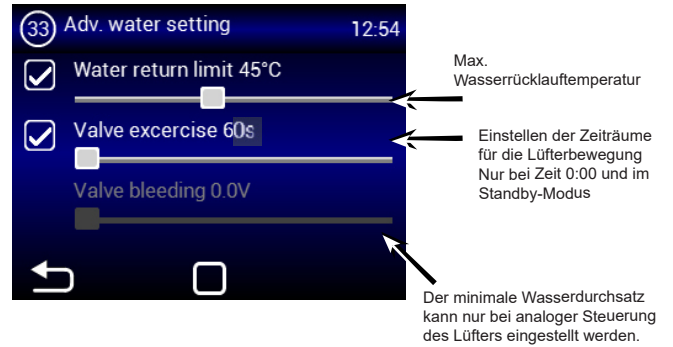 33 Adv. water setting 12:54
Water return limit 45°C
Valve excercise 60s
Valve bleeding 0.0V
Max.
Wasserrücklauftemperatur
Einstellen der Zeiträume
für die Lüfterbewegung
Nur bei Zeit 0:00 und im
Standby-Modus
Der minimale Wasserdurchsatz
kann nur bei analoger Steuerung
des Lüfters eingestellt werden.